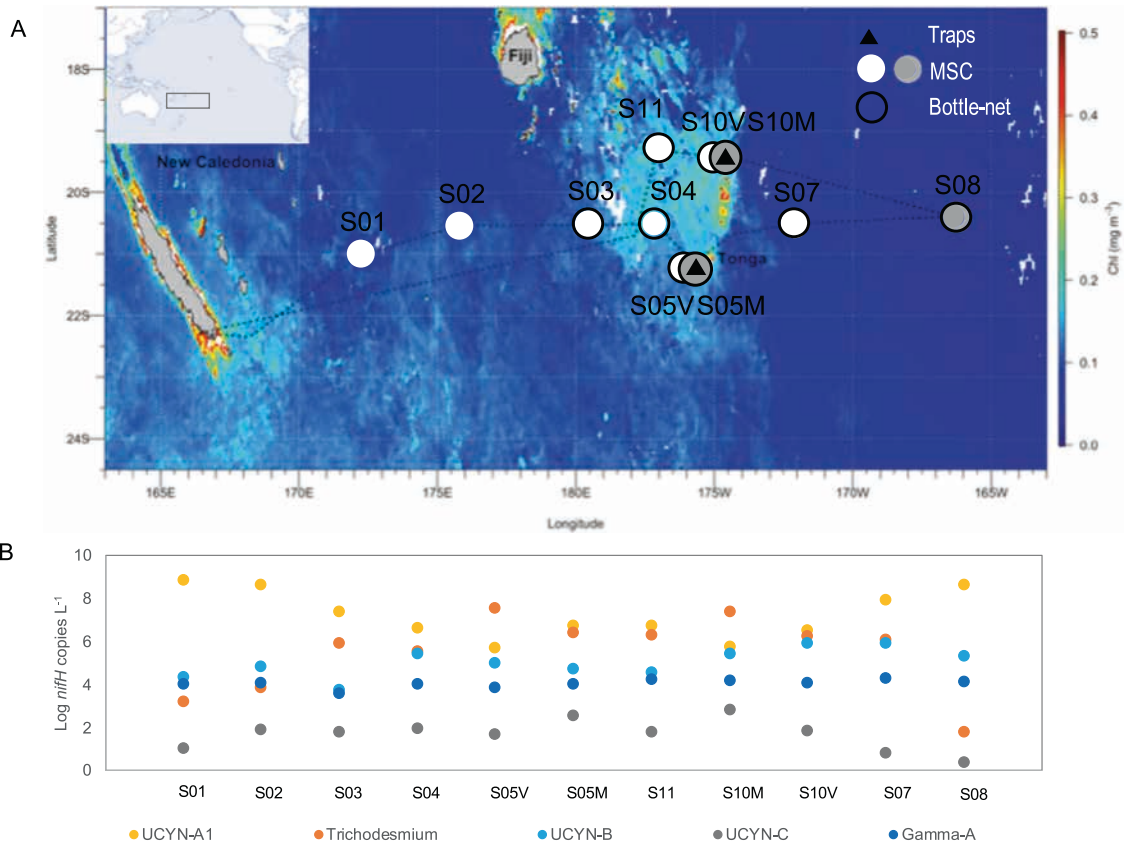 A
Fiji
Traps
MSC
Bottle-net
New Caledonia
S11
S10V S10M
S01
S02
S03
S04
S07
S08
Tonga
S05V S05M
18S
20S
22S
24S
Latitude
165E 170E 175E 180E 175W 170W 165W
Longitude
0.5
0.4
0.3
0.2
0.1
0.0
Chl (mg m⁻³)
B
10
8
6
4
2
0
Log nifH copies L⁻¹
S01 S02 S03 S04 S05V S05M S11 S10M S10V S07 S08
UCYN-A1 Trichodesmium UCYN-B UCYN-C Gamma-A